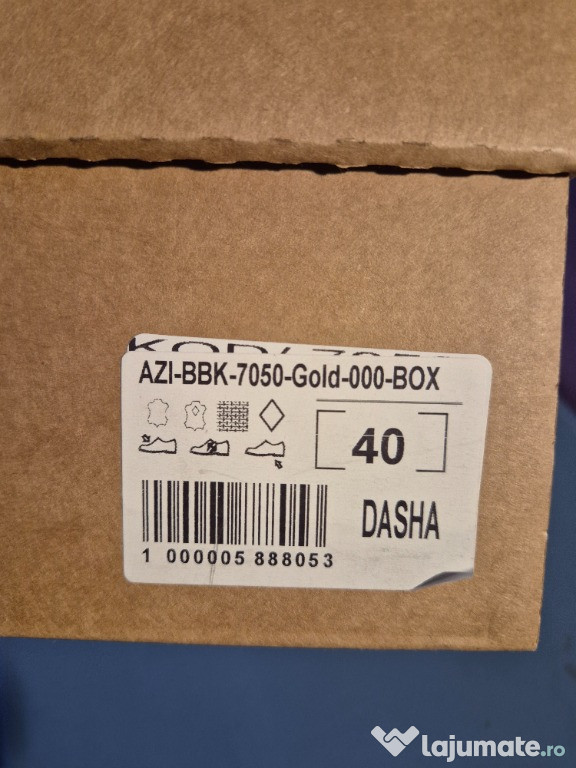 AZI-BBK-7050-Gold-000-BOX
40
DASHA
1 000005 888053
lajumate.ro